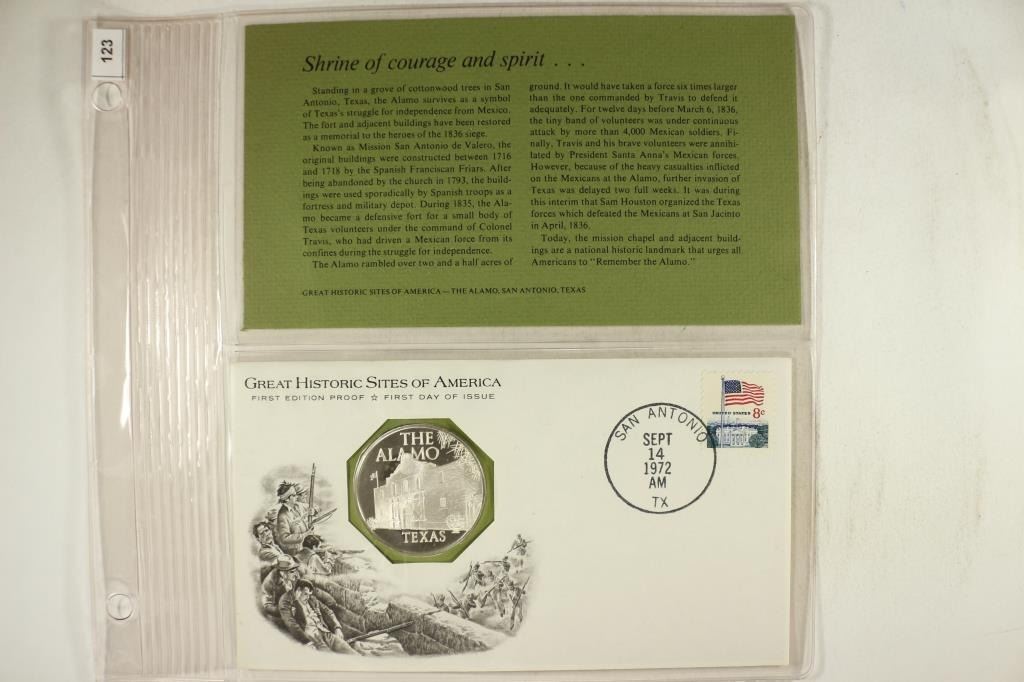 123
Shrine of courage and spirit . . .
Standing in a grove of cottonwood trees in San
Antonio, Texas, the Alamo survives as a symbol
of Texas's struggle for independence from Mexico.
The fort and adjacent buildings have been restored
as a memorial to the heroes of the 1836 siege.
Known as Mission San Antonio de Valero, the
original buildings were constructed between 1716
and 1718 by the Spanish Franciscan Friars. After
being abandoned by the church in 1793, the build-
ings were used sporadically by Spanish troops as a
fortress and military depot. During 1835, the Ala-
mo became a defensive fort for a small body of
Texas volunteers under the command of Colonel
Travis, who had driven a Mexican force from its
confines during the struggle for independence.
The Alamo rambled over two and a half acres of
ground. It would have taken a force six times larger
than the one commanded by Travis to defend it
adequately. For twelve days before March 6, 1836,
the tiny band of volunteers was under continuous
attack by more than 4,000 Mexican soldiers. Fi-
nally, Travis and his brave volunteers were annihi-
lated by President Santa Anna's Mexican forces.
However, because of the heavy casualties inflicted
on the Mexicans at the Alamo, further invasion of
Texas was delayed two full weeks. It was during
this interim that Sam Houston organized the Texas
forces which defeated the Mexicans at San Jacinto
in April, 1836.
Today, the mission chapel and adjacent build-
ings are a national historic landmark that urges all
Americans to "Remember the Alamo."
GREAT HISTORIC SITES OF AMERICA — THE ALAMO, SAN ANTONIO, TEXAS
GREAT HISTORIC SITES OF AMERICA
FIRST EDITION PROOF ☆ FIRST DAY OF ISSUE
THE
ALAMO
TEXAS
SAN ANTONIO
SEPT
14
1972
AM
TX
UNITED STATES 8c